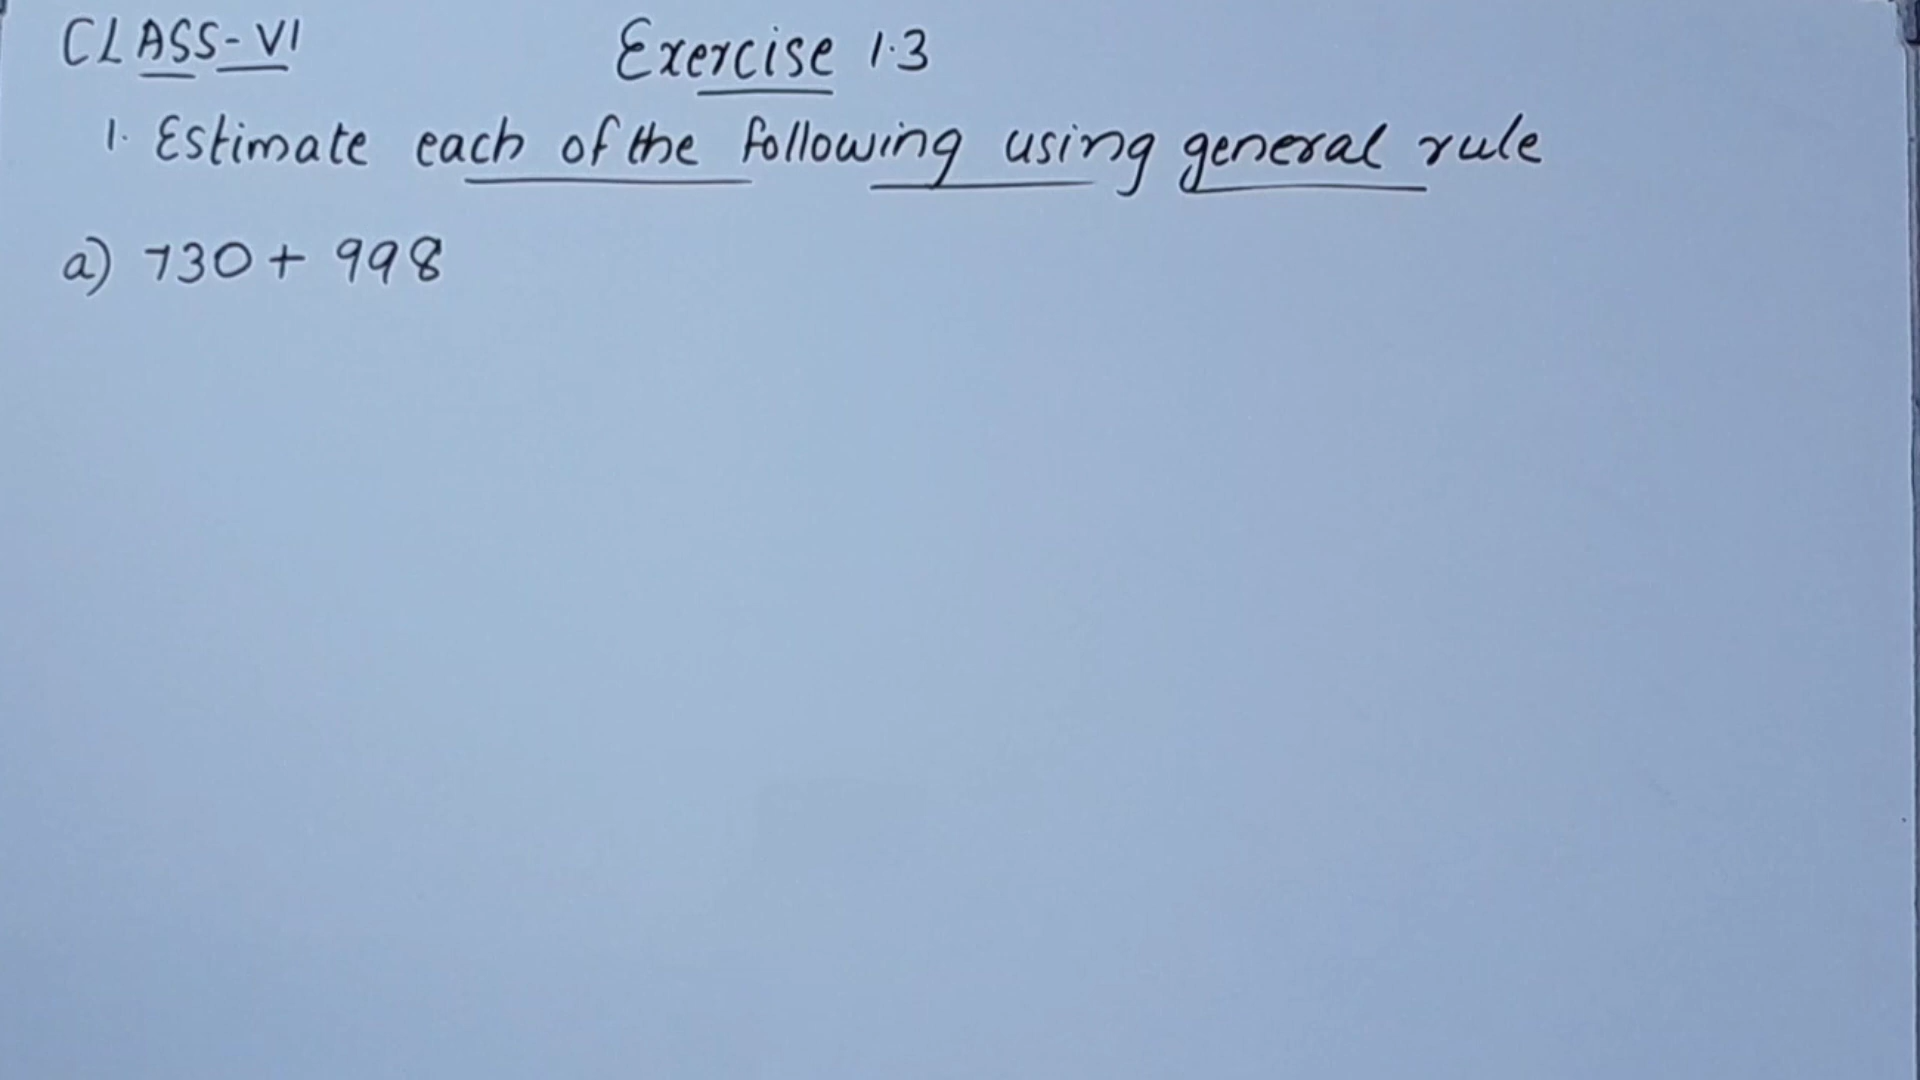 CLASS-VI
Exercise 1.3
1. Estimate each of the following using general rule
a) 730 + 998